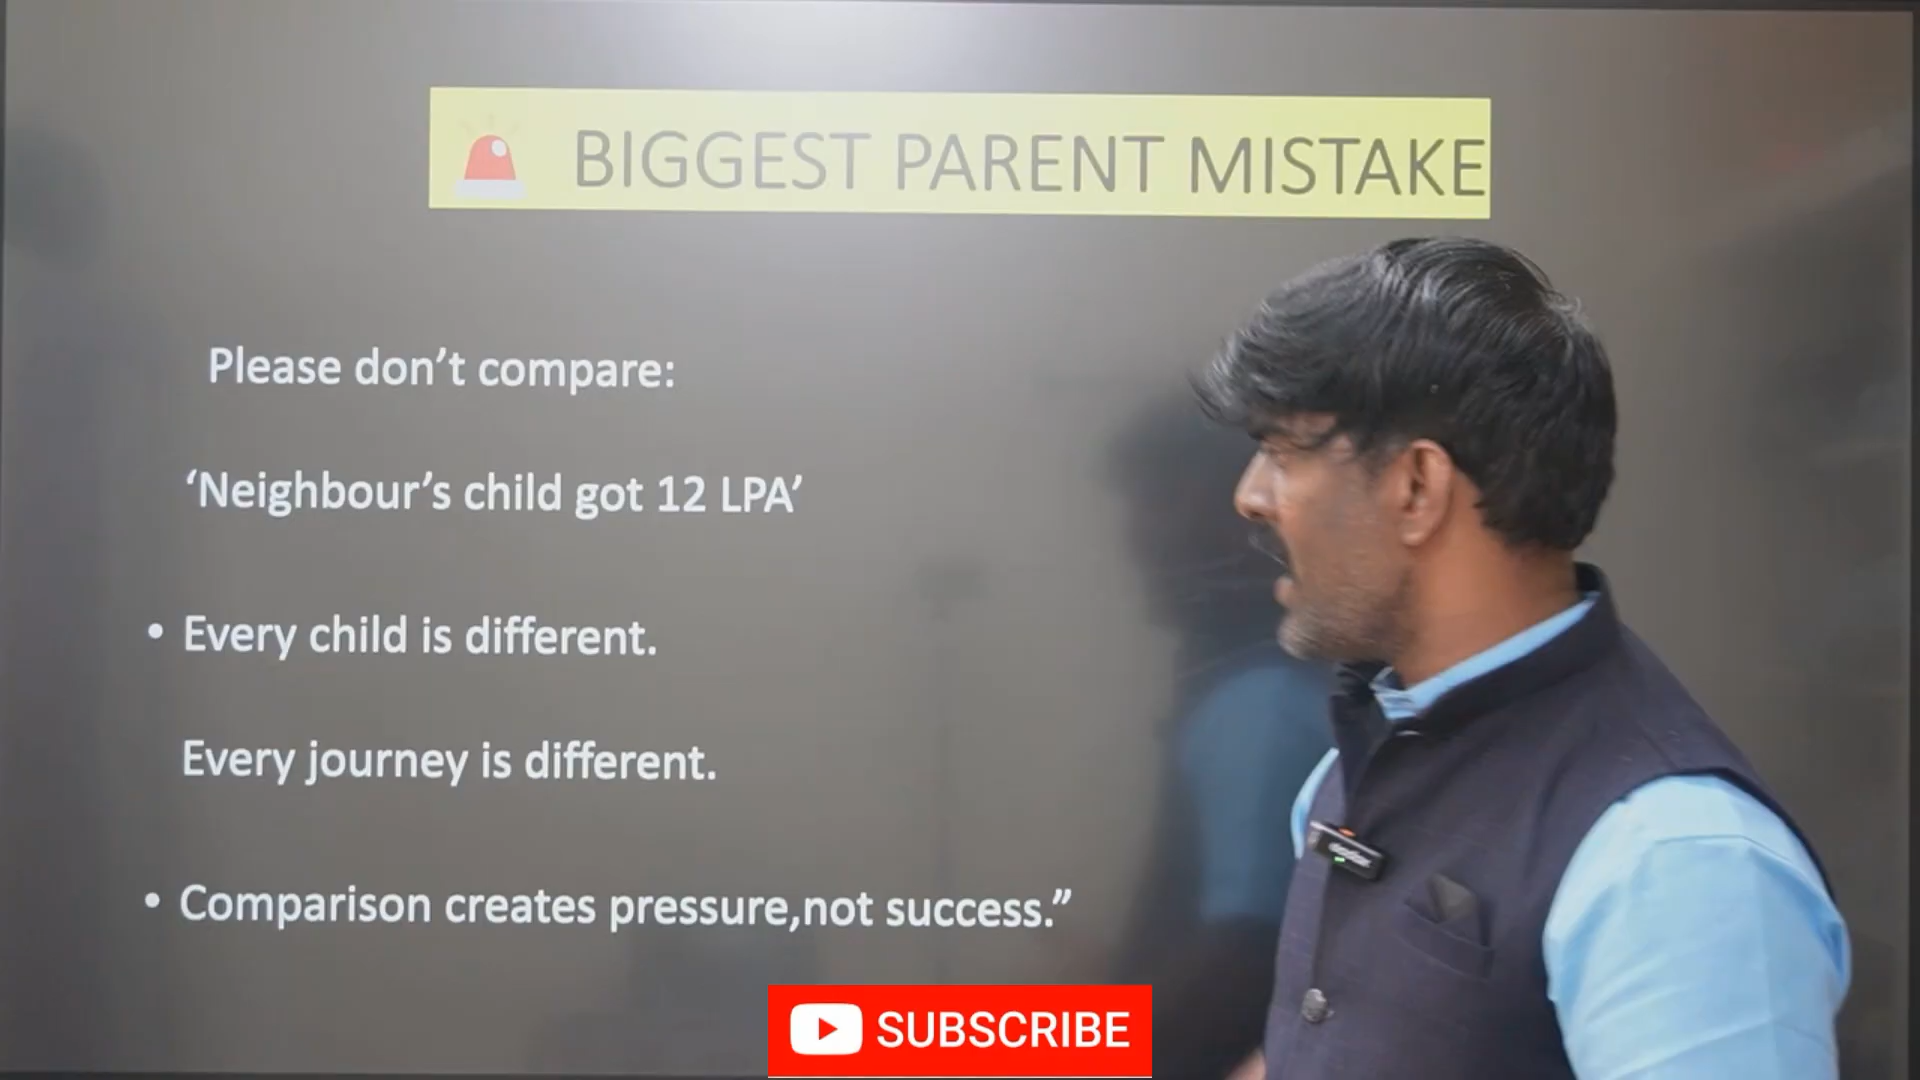 BIGGEST PARENT MISTAKE
Please don’t compare:
‘Neighbour’s child got 12 LPA’
• Every child is different.
Every journey is different.
• Comparison creates pressure,not success.”
SUBSCRIBE